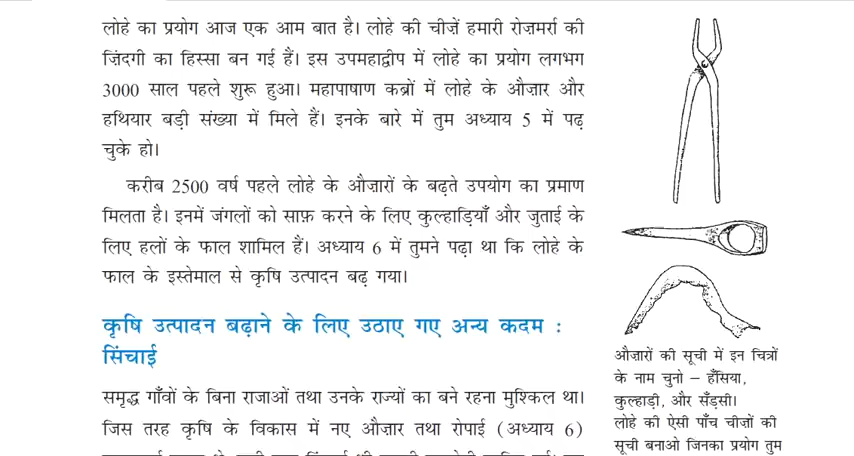 लोहे का प्रयोग आज एक आम बात है। लोहे की चीज़ें हमारी रोज़मर्रा की
ज़िंदगी का हिस्सा बन गई हैं। इस उपमहाद्वीप में लोहे का प्रयोग लगभग
3000 साल पहले शुरू हुआ। महापाषाण कब्रों में लोहे के औज़ार और
हथियार बड़ी संख्या में मिले हैं। इनके बारे में तुम अध्याय 5 में पढ़
चुके हो।
करीब 2500 वर्ष पहले लोहे के औज़ारों के बढ़ते उपयोग का प्रमाण
मिलता है। इनमें जंगलों को साफ़ करने के लिए कुल्हाड़ियाँ और जुताई के
लिए हलों के फाल शामिल हैं। अध्याय 6 में तुमने पढ़ा था कि लोहे के
फाल के इस्तेमाल से कृषि उत्पादन बढ़ गया।
कृषि उत्पादन बढ़ाने के लिए उठाए गए अन्य कदम :
सिंचाई
समृद्ध गाँवों के बिना राजाओं तथा उनके राज्यों का बने रहना मुश्किल था।
जिस तरह कृषि के विकास में नए औज़ार तथा रोपाई (अध्याय 6)
औज़ारों की सूची में इन चित्रों
के नाम चुनो – हँसिया,
कुल्हाड़ी, और सँड़सी।
लोहे की ऐसी पाँच चीज़ों की
सूची बनाओ जिनका प्रयोग तुम